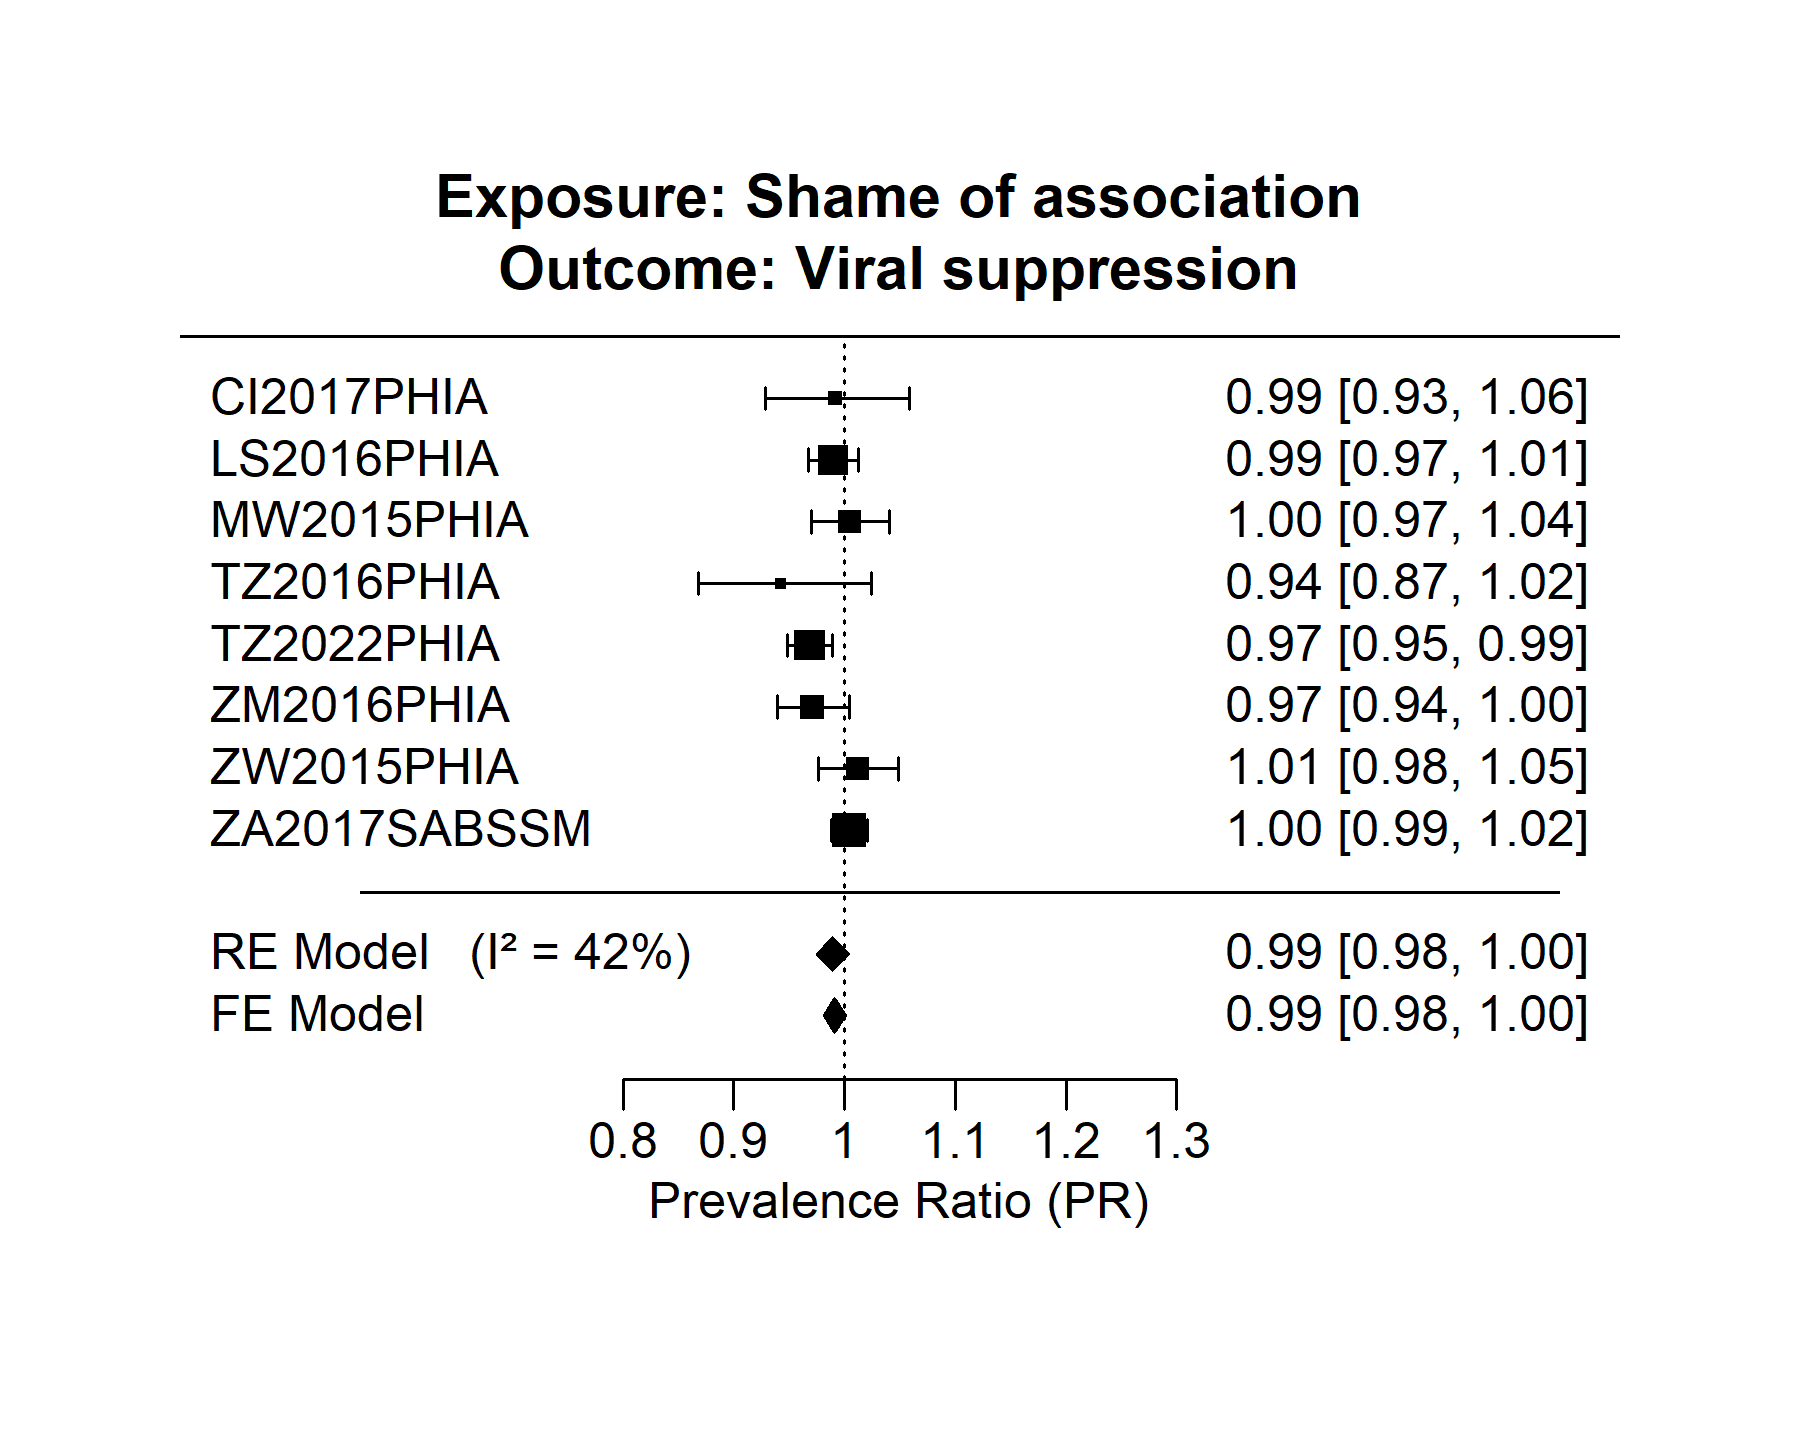 Exposure: Shame of association
Outcome: Viral suppression
CI2017PHIA 0.99 [0.93, 1.06]
LS2016PHIA 0.99 [0.97, 1.01]
MW2015PHIA 1.00 [0.97, 1.04]
TZ2016PHIA 0.94 [0.87, 1.02]
TZ2022PHIA 0.97 [0.95, 0.99]
ZM2016PHIA 0.97 [0.94, 1.00]
ZW2015PHIA 1.01 [0.98, 1.05]
ZA2017SABSSM 1.00 [0.99, 1.02]
RE Model (I² = 42%) 0.99 [0.98, 1.00]
FE Model 0.99 [0.98, 1.00]
0.8 0.9 1 1.1 1.2 1.3
Prevalence Ratio (PR)